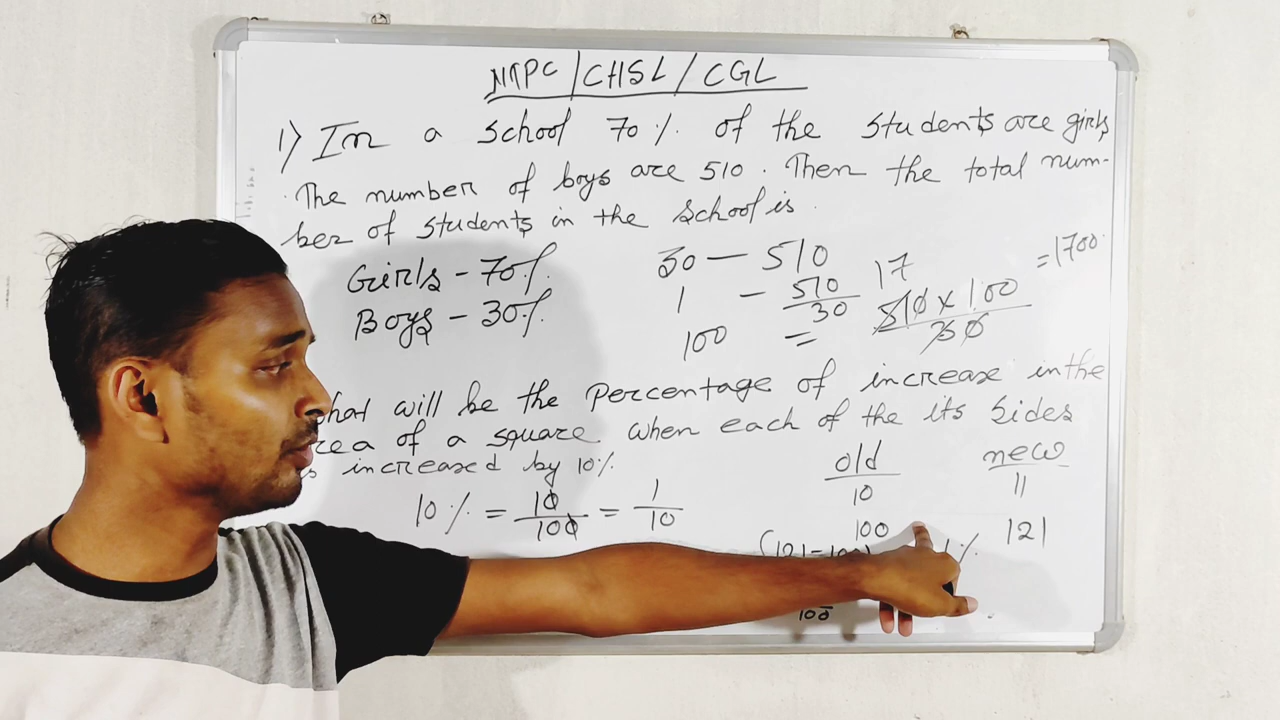 NTPC/CHSL/CGL
1) In a school 70% of the students are girls
The number of boys are 510. Then the total num-
ber of students in the school is.
Girls - 70%
Boys - 30%
30 - 510
1 - 510/30
100 =
17
510 x 100
30
= 1700
will be the Percentage of increase in the
of a square when each of the its sides
increased by 10%
10% = 10/100 = 1/10
old new
10 11
100 121
(121-100)
%
100